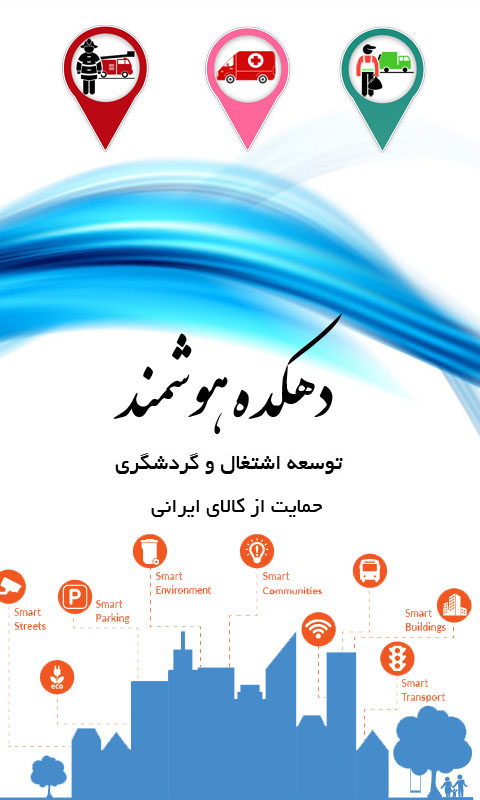 دهکده هوشمند
توسعه اشتغال و گردشگری
حمایت از کالای ایرانی
Smart
Environment
Smart
Communities
Smart
Streets
P
Smart
Parking
Smart
Buildings
eco
Smart
Transport